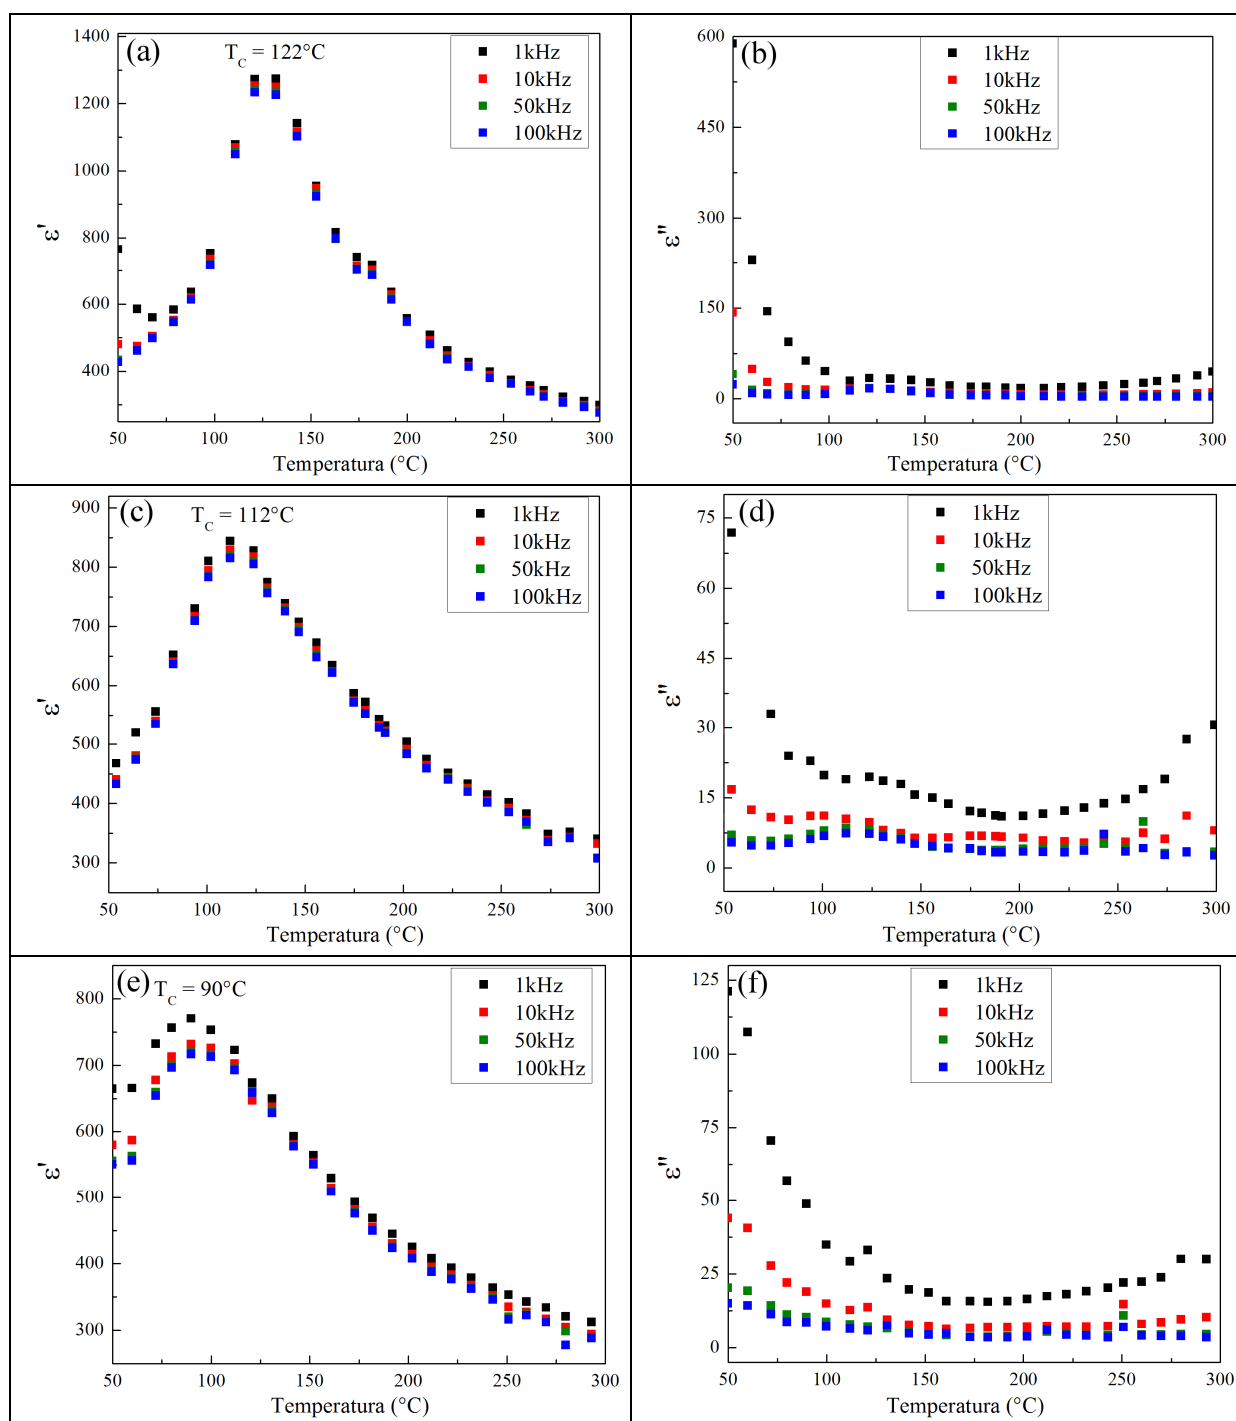 (a)
T_C = 122°C
1kHz
10kHz
50kHz
100kHz
1400
1200
1000
800
600
400
ε'
50 100 150 200 250 300
Temperatura (°C)
(b)
1kHz
10kHz
50kHz
100kHz
600
450
300
150
0
ε"
50 100 150 200 250 300
Temperatura (°C)
(c)
T_C = 112°C
1kHz
10kHz
50kHz
100kHz
900
800
700
600
500
400
300
ε'
50 100 150 200 250 300
Temperatura (°C)
(d)
1kHz
10kHz
50kHz
100kHz
75
60
45
30
15
0
ε"
50 100 150 200 250 300
Temperatura (°C)
(e)
T_C = 90°C
1kHz
10kHz
50kHz
100kHz
800
700
600
500
400
300
ε'
50 100 150 200 250 300
Temperatura (°C)
(f)
1kHz
10kHz
50kHz
100kHz
125
100
75
50
25
0
ε"
50 100 150 200 250 300
Temperatura (°C)